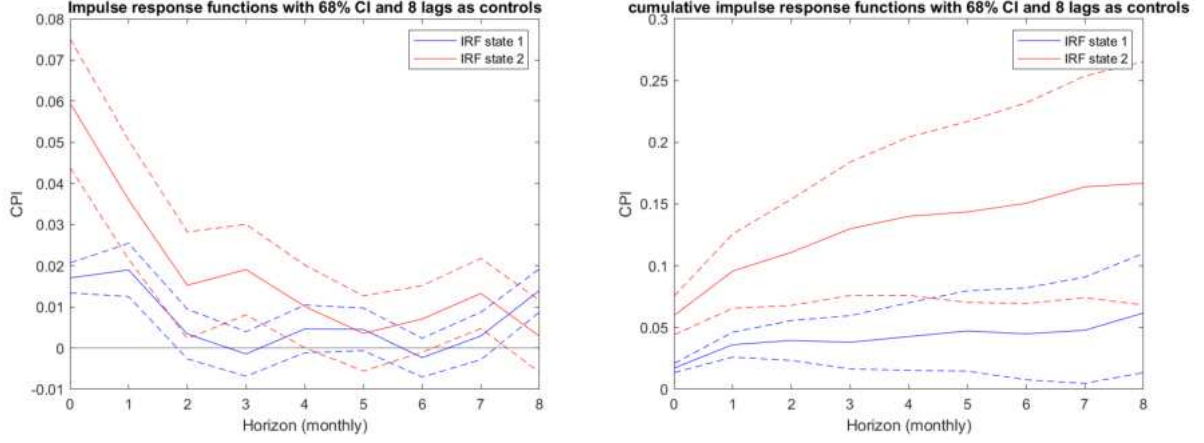 Impulse response functions with 68% CI and 8 lags as controls
0.08
0.07
0.06
0.05
0.04
0.03
0.02
0.01
0
-0.01
CPI
IRF state 1
IRF state 2
0 1 2 3 4 5 6 7 8
Horizon (monthly)
cumulative impulse response functions with 68% CI and 8 lags as controls
0.3
0.25
0.2
0.15
0.1
0.05
0
CPI
IRF state 1
IRF state 2
0 1 2 3 4 5 6 7 8
Horizon (monthly)